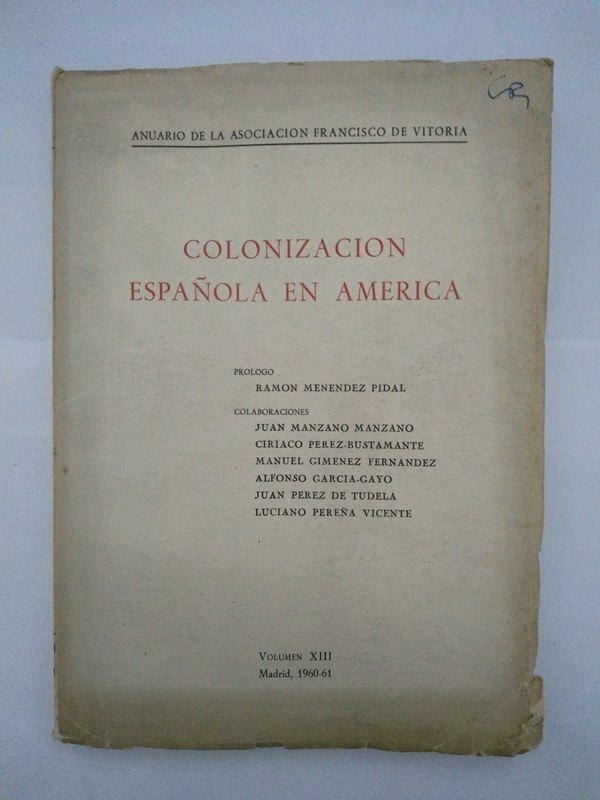 ANUARIO DE LA ASOCIACION FRANCISCO DE VITORIA
COLONIZACION
ESPAÑOLA EN AMERICA
PROLOGO
RAMON MENENDEZ PIDAL
COLABORACIONES
JUAN MANZANO MANZANO
CIRIACO PEREZ-BUSTAMANTE
MANUEL GIMENEZ FERNANDEZ
ALFONSO GARCIA-GAYO
JUAN PEREZ DE TUDELA
LUCIANO PEREÑA VICENTE
VOLUMEN XIII
Madrid, 1960-61